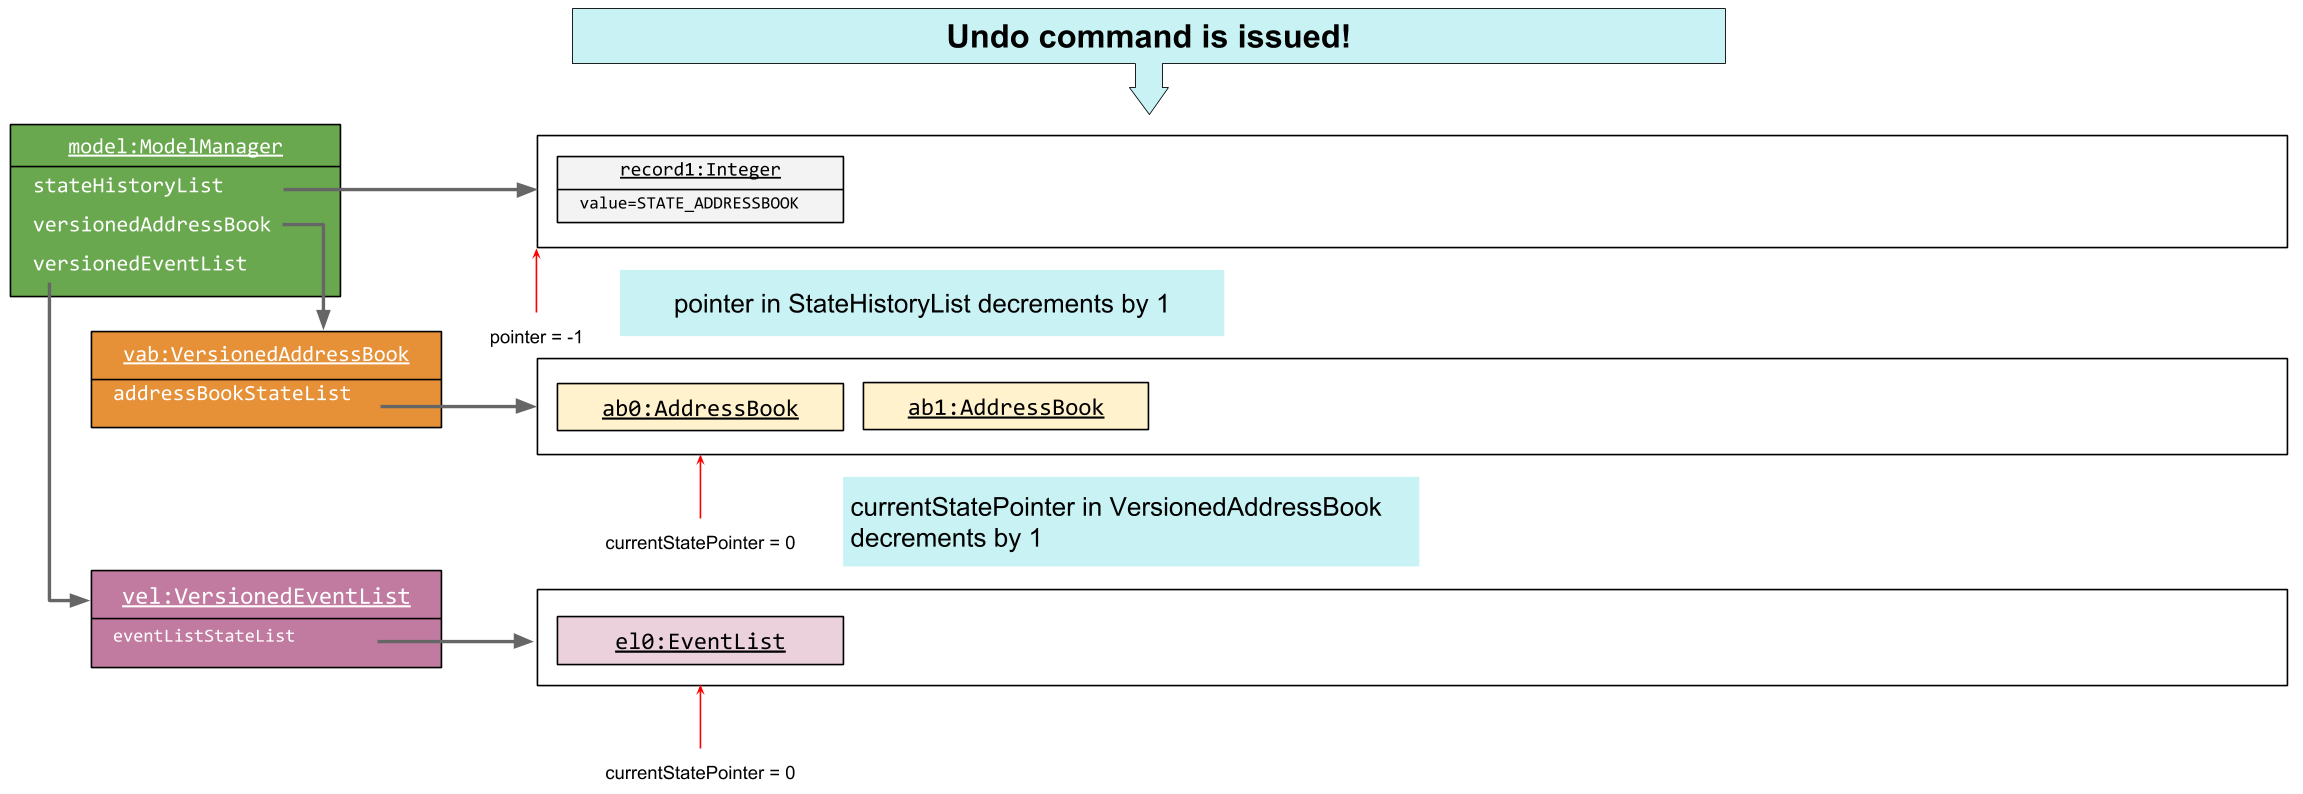 Undo command is issued!
model:ModelManager
stateHistoryList
versionedAddressBook
versionedEventList
record1:Integer
value=STATE_ADDRESSBOOK
pointer = -1
pointer in StateHistoryList decrements by 1
vab:VersionedAddressBook
addressBookStateList
ab0:AddressBook
ab1:AddressBook
currentStatePointer = 0
currentStatePointer in VersionedAddressBook
decrements by 1
vel:VersionedEventList
eventListStateList
el0:EventList
currentStatePointer = 0